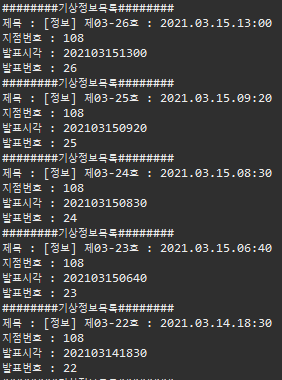 ########기상정보목록########
제목 : [정보] 제03-26호 : 2021.03.15.13:00
지점번호 : 108
발표시각 : 202103151300
발표번호 : 26
########기상정보목록########
제목 : [정보] 제03-25호 : 2021.03.15.09:20
지점번호 : 108
발표시각 : 202103150920
발표번호 : 25
########기상정보목록########
제목 : [정보] 제03-24호 : 2021.03.15.08:30
지점번호 : 108
발표시각 : 202103150830
발표번호 : 24
########기상정보목록########
제목 : [정보] 제03-23호 : 2021.03.15.06:40
지점번호 : 108
발표시각 : 202103150640
발표번호 : 23
########기상정보목록########
제목 : [정보] 제03-22호 : 2021.03.14.18:30
지점번호 : 108
발표시각 : 202103141830
발표번호 : 22
########기상정보목록########